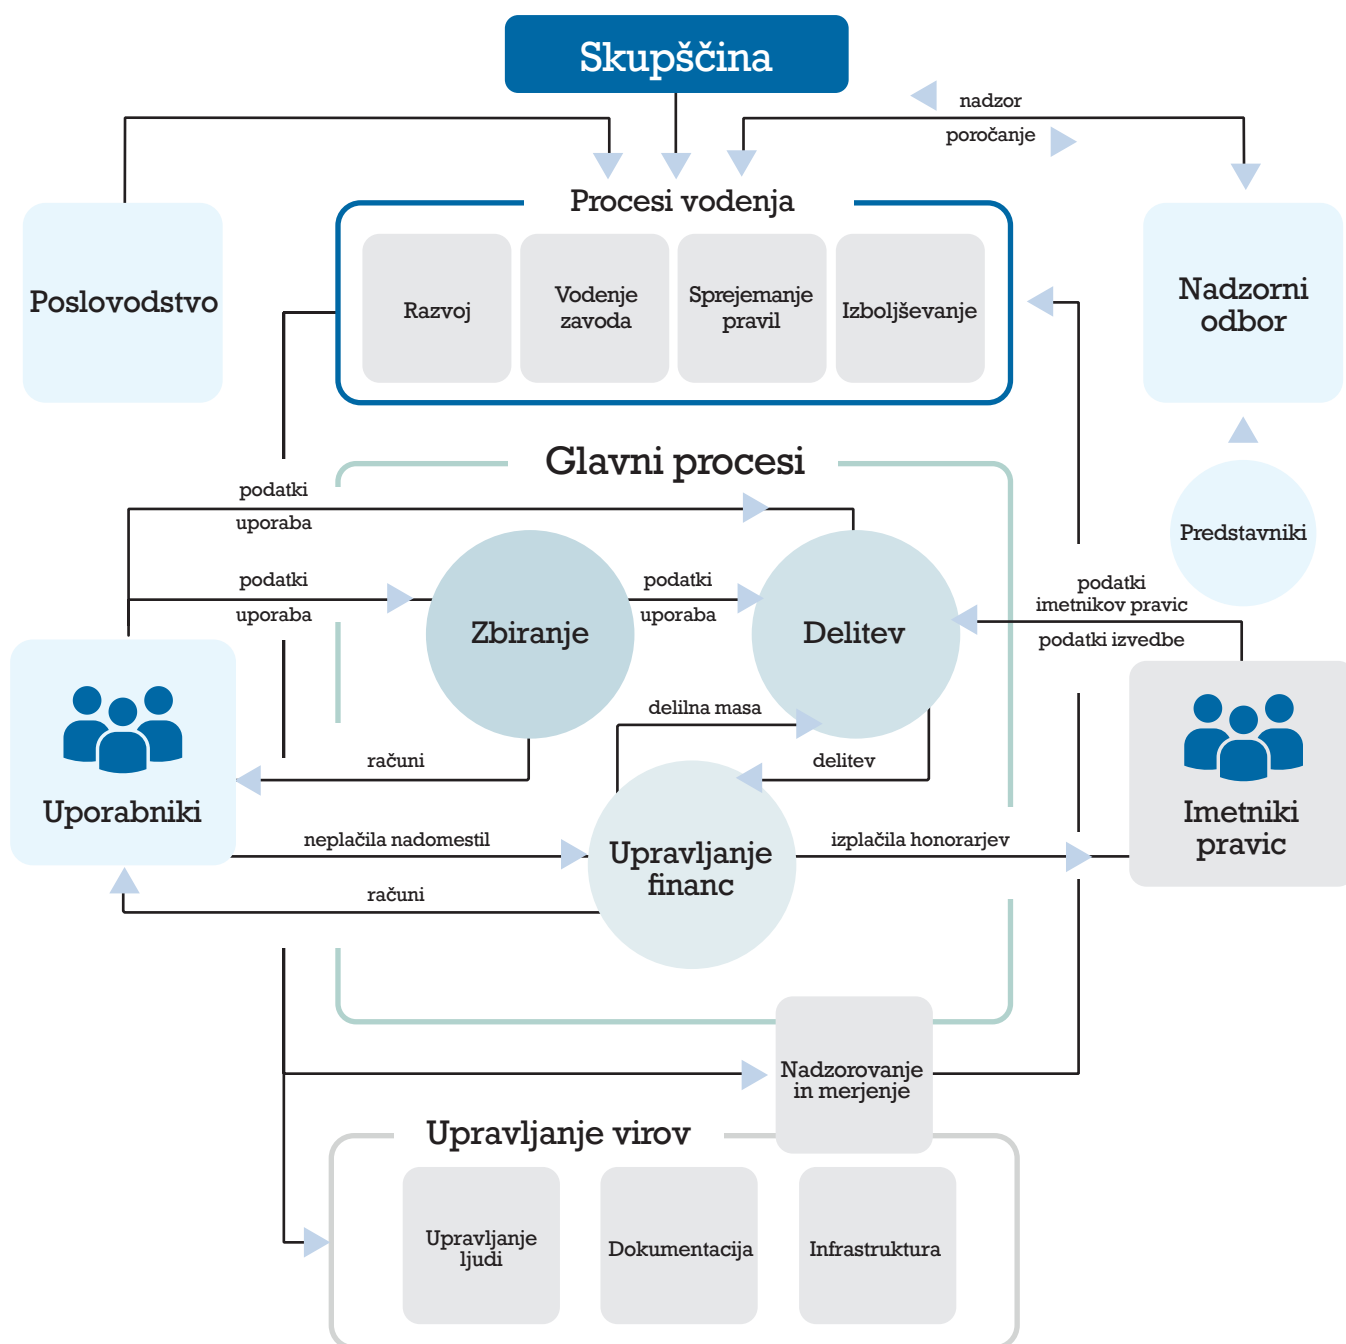 Skupščina
nadzor
poročanje
Procesi vodenja
Poslovodstvo
Razvoj
Vodenje
zavoda
Sprejemanje
pravil
Izboljševanje
Nadzorni
odbor
Glavni procesi
podatki
uporaba
Predstavniki
podatki
uporaba
podatki
uporaba
podatki
imetnikov pravic
podatki izvedbe
Zbiranje
Delitev
delilna masa
računi
delitev
Uporabniki
Imetniki
pravic
neplačila nadomestil
Upravljanje
financ
izplačila honorarjev
računi
Nadzorovanje
in merjenje
Upravljanje virov
Upravljanje
ljudi
Dokumentacija
Infrastruktura